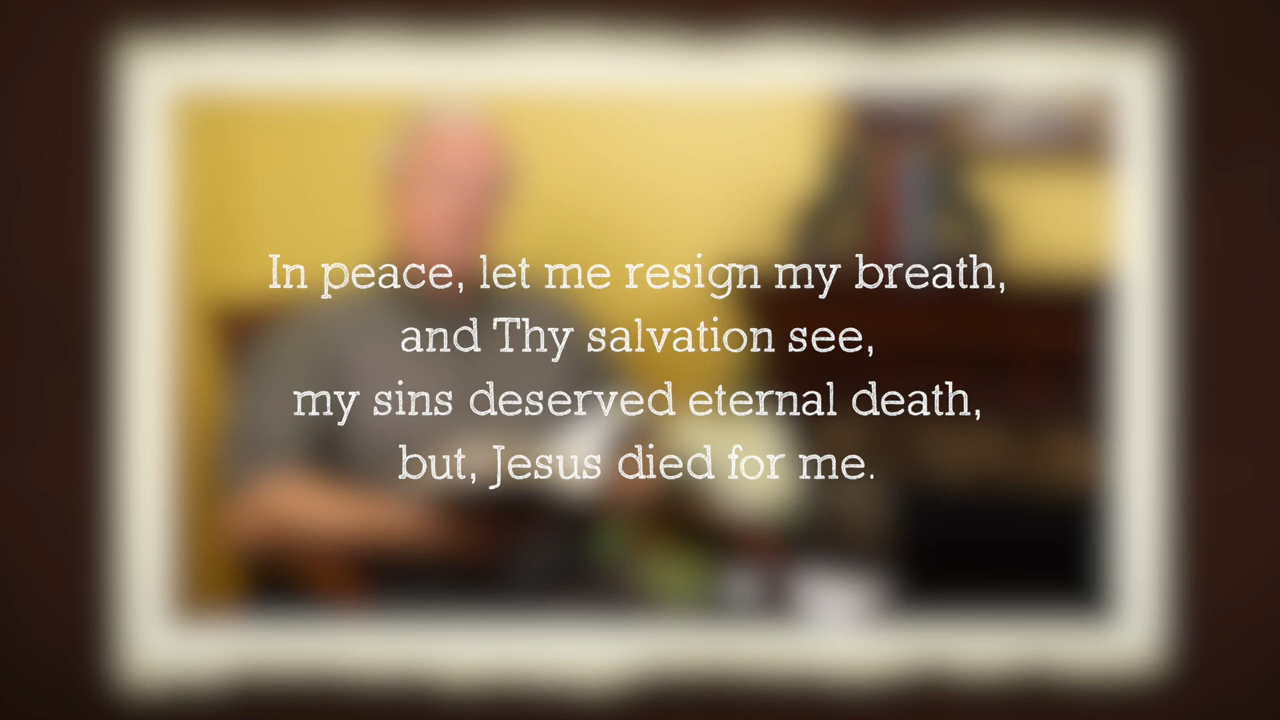 In peace, let me resign my breath,
and Thy salvation see,
my sins deserved eternal death,
but, Jesus died for me.